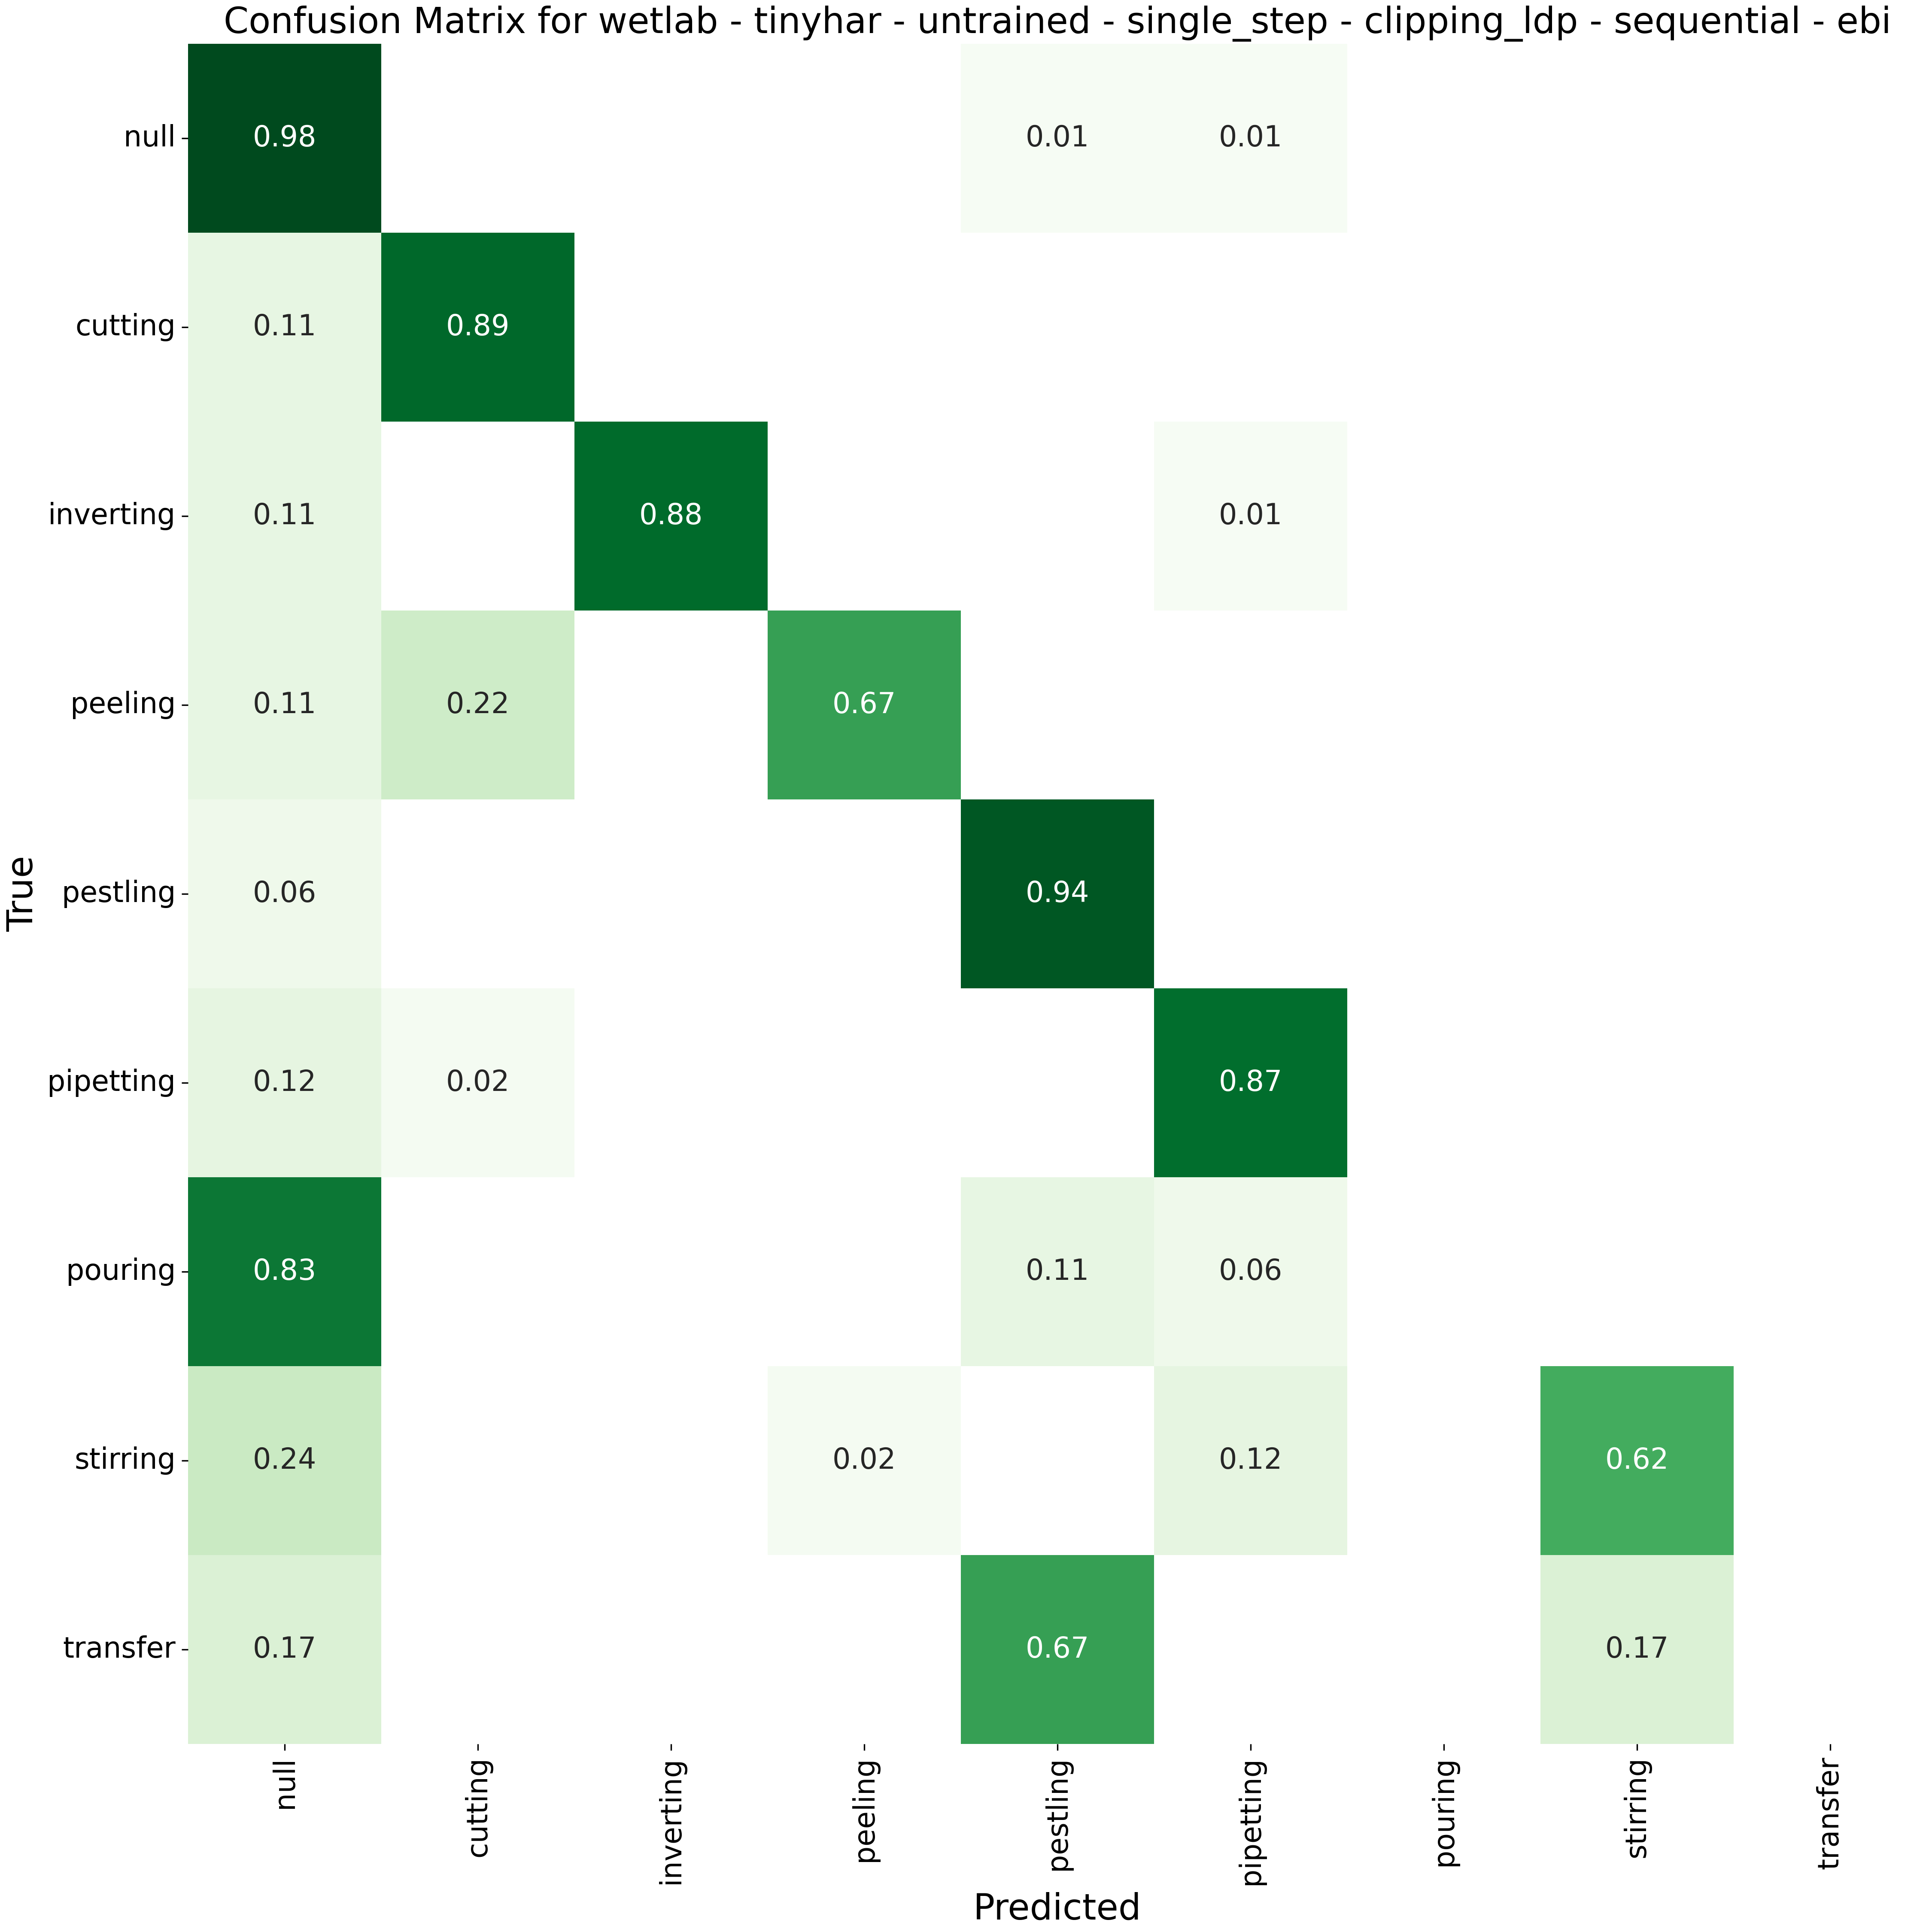 Confusion Matrix for wetlab - tinyhar - untrained - single_step - clipping_ldp - sequential - ebi
null 0.98 0.01 0.01
cutting 0.11 0.89
inverting 0.11 0.88 0.01
peeling 0.11 0.22 0.67
pestling 0.06 0.94
pipetting 0.12 0.02 0.87
pouring 0.83 0.11 0.06
stirring 0.24 0.02 0.12 0.62
transfer 0.17 0.67 0.17
True
null cutting inverting peeling pestling pipetting pouring stirring transfer
Predicted